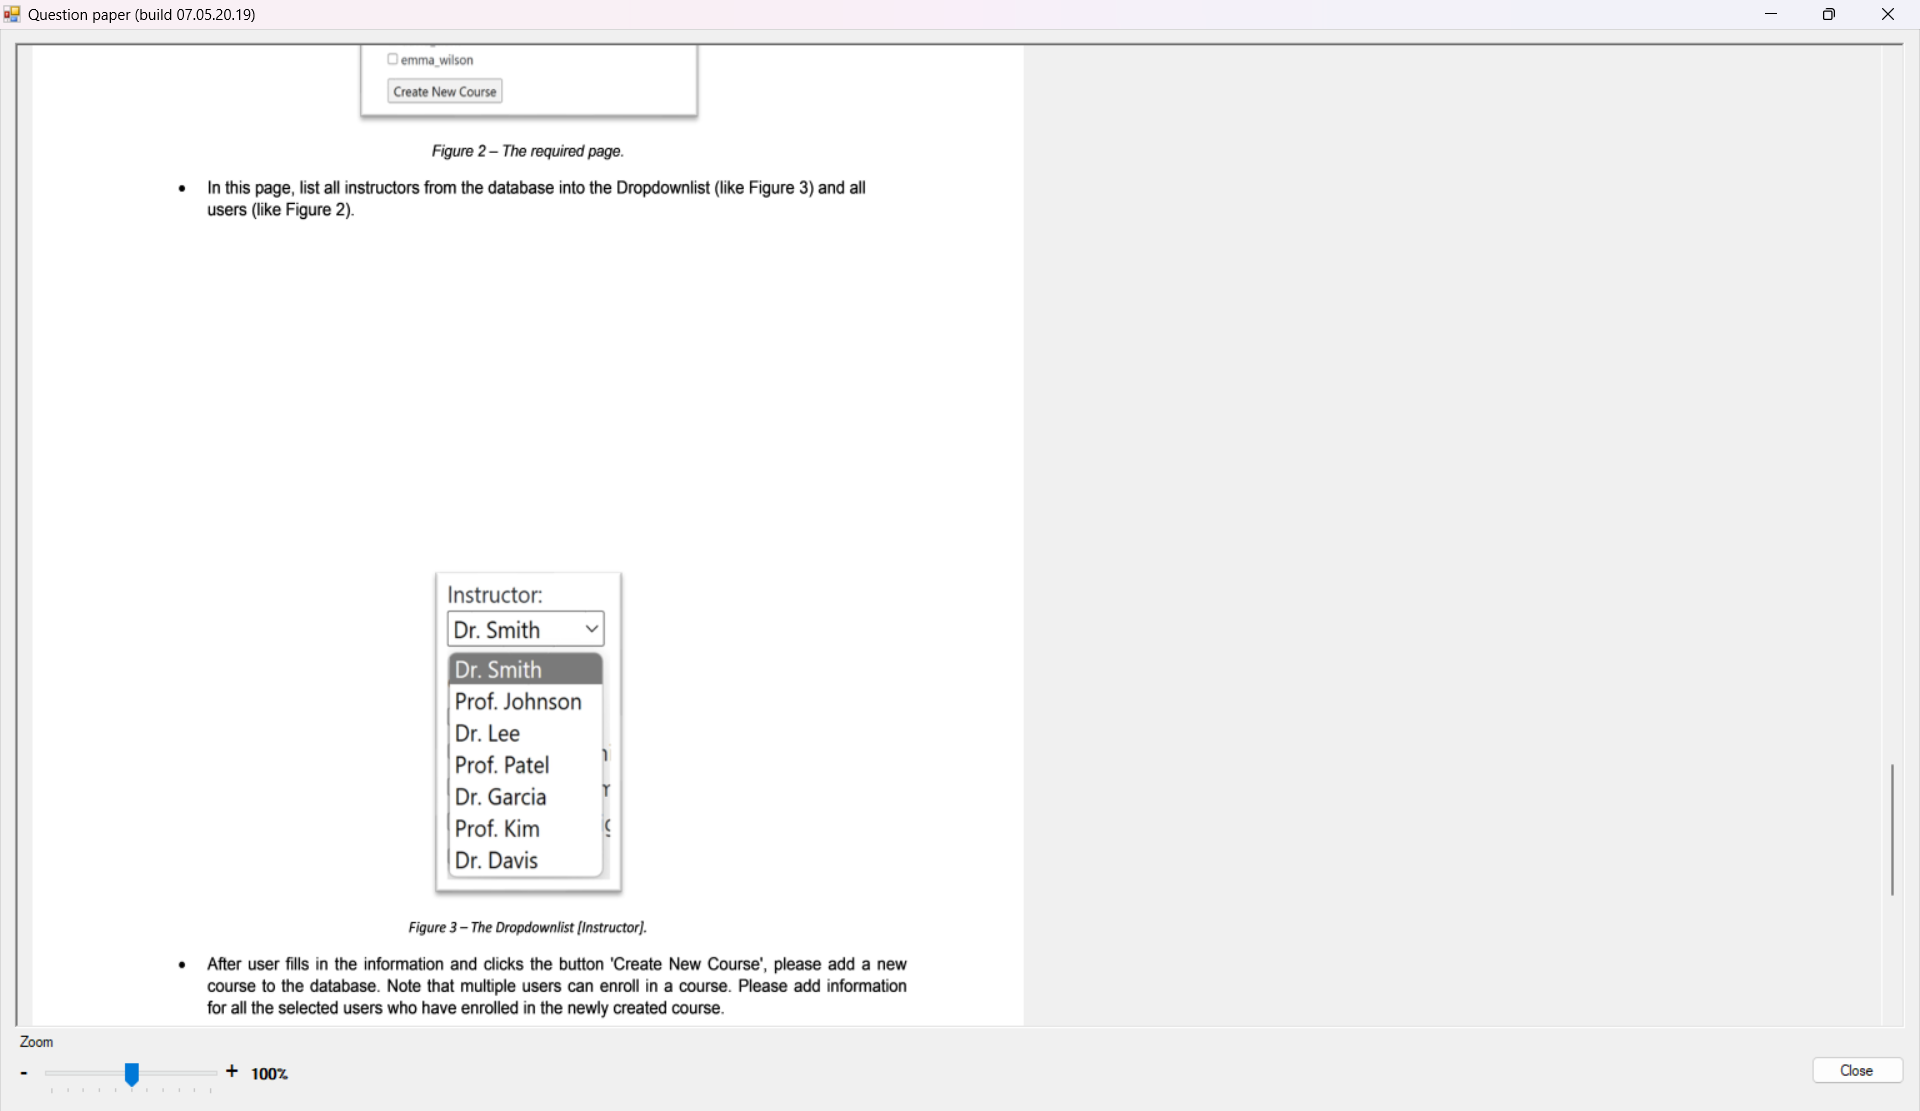 Question paper (build 07.05.20.19)
emma_wilson
Create New Course
Figure 2 – The required page.
• In this page, list all instructors from the database into the Dropdownlist (like Figure 3) and all
users (like Figure 2).
Instructor:
Dr. Smith
Dr. Smith
Prof. Johnson
Dr. Lee
Prof. Patel
Dr. Garcia
Prof. Kim
Dr. Davis
Figure 3 – The Dropdownlist [Instructor].
• After user fills in the information and clicks the button 'Create New Course', please add a new
course to the database. Note that multiple users can enroll in a course. Please add information
for all the selected users who have enrolled in the newly created course.
Zoom
- + 100%
Close